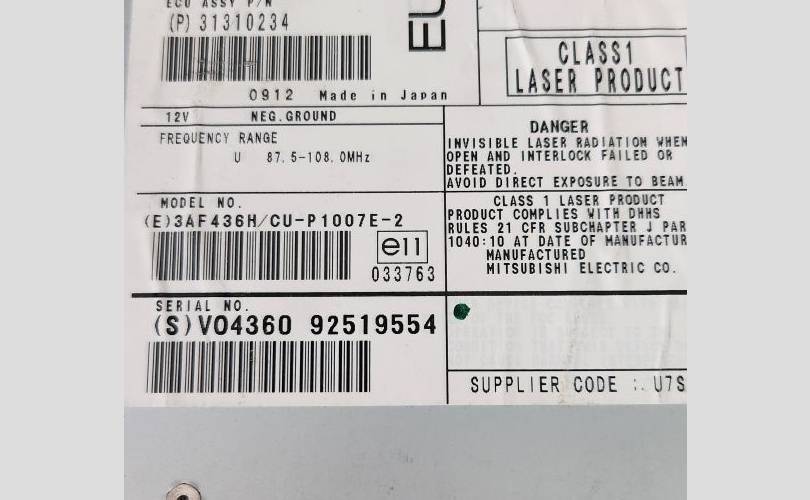 ECU ASSY P/N
(P) 31310234
EU
0912 Made in Japan
CLASS1
LASER PRODUCT
12V NEG.GROUND
FREQUENCY RANGE
U 87.5-108.0MHz
DANGER
INVISIBLE LASER RADIATION WHEN
OPEN AND INTERLOCK FAILED OR
DEFEATED.
AVOID DIRECT EXPOSURE TO BEAM
MODEL NO.
(E)3AF436H/CU-P1007E-2
e11
033763
CLASS 1 LASER PRODUCT
PRODUCT COMPLIES WITH DHHS
RULES 21 CFR SUBCHAPTER J PAR
1040:10 AT DATE OF MANUFACTUR
MANUFACTURED
MITSUBISHI ELECTRIC CO.
SERIAL NO.
(S)VO4360 92519554
SUPPLIER CODE : U7S